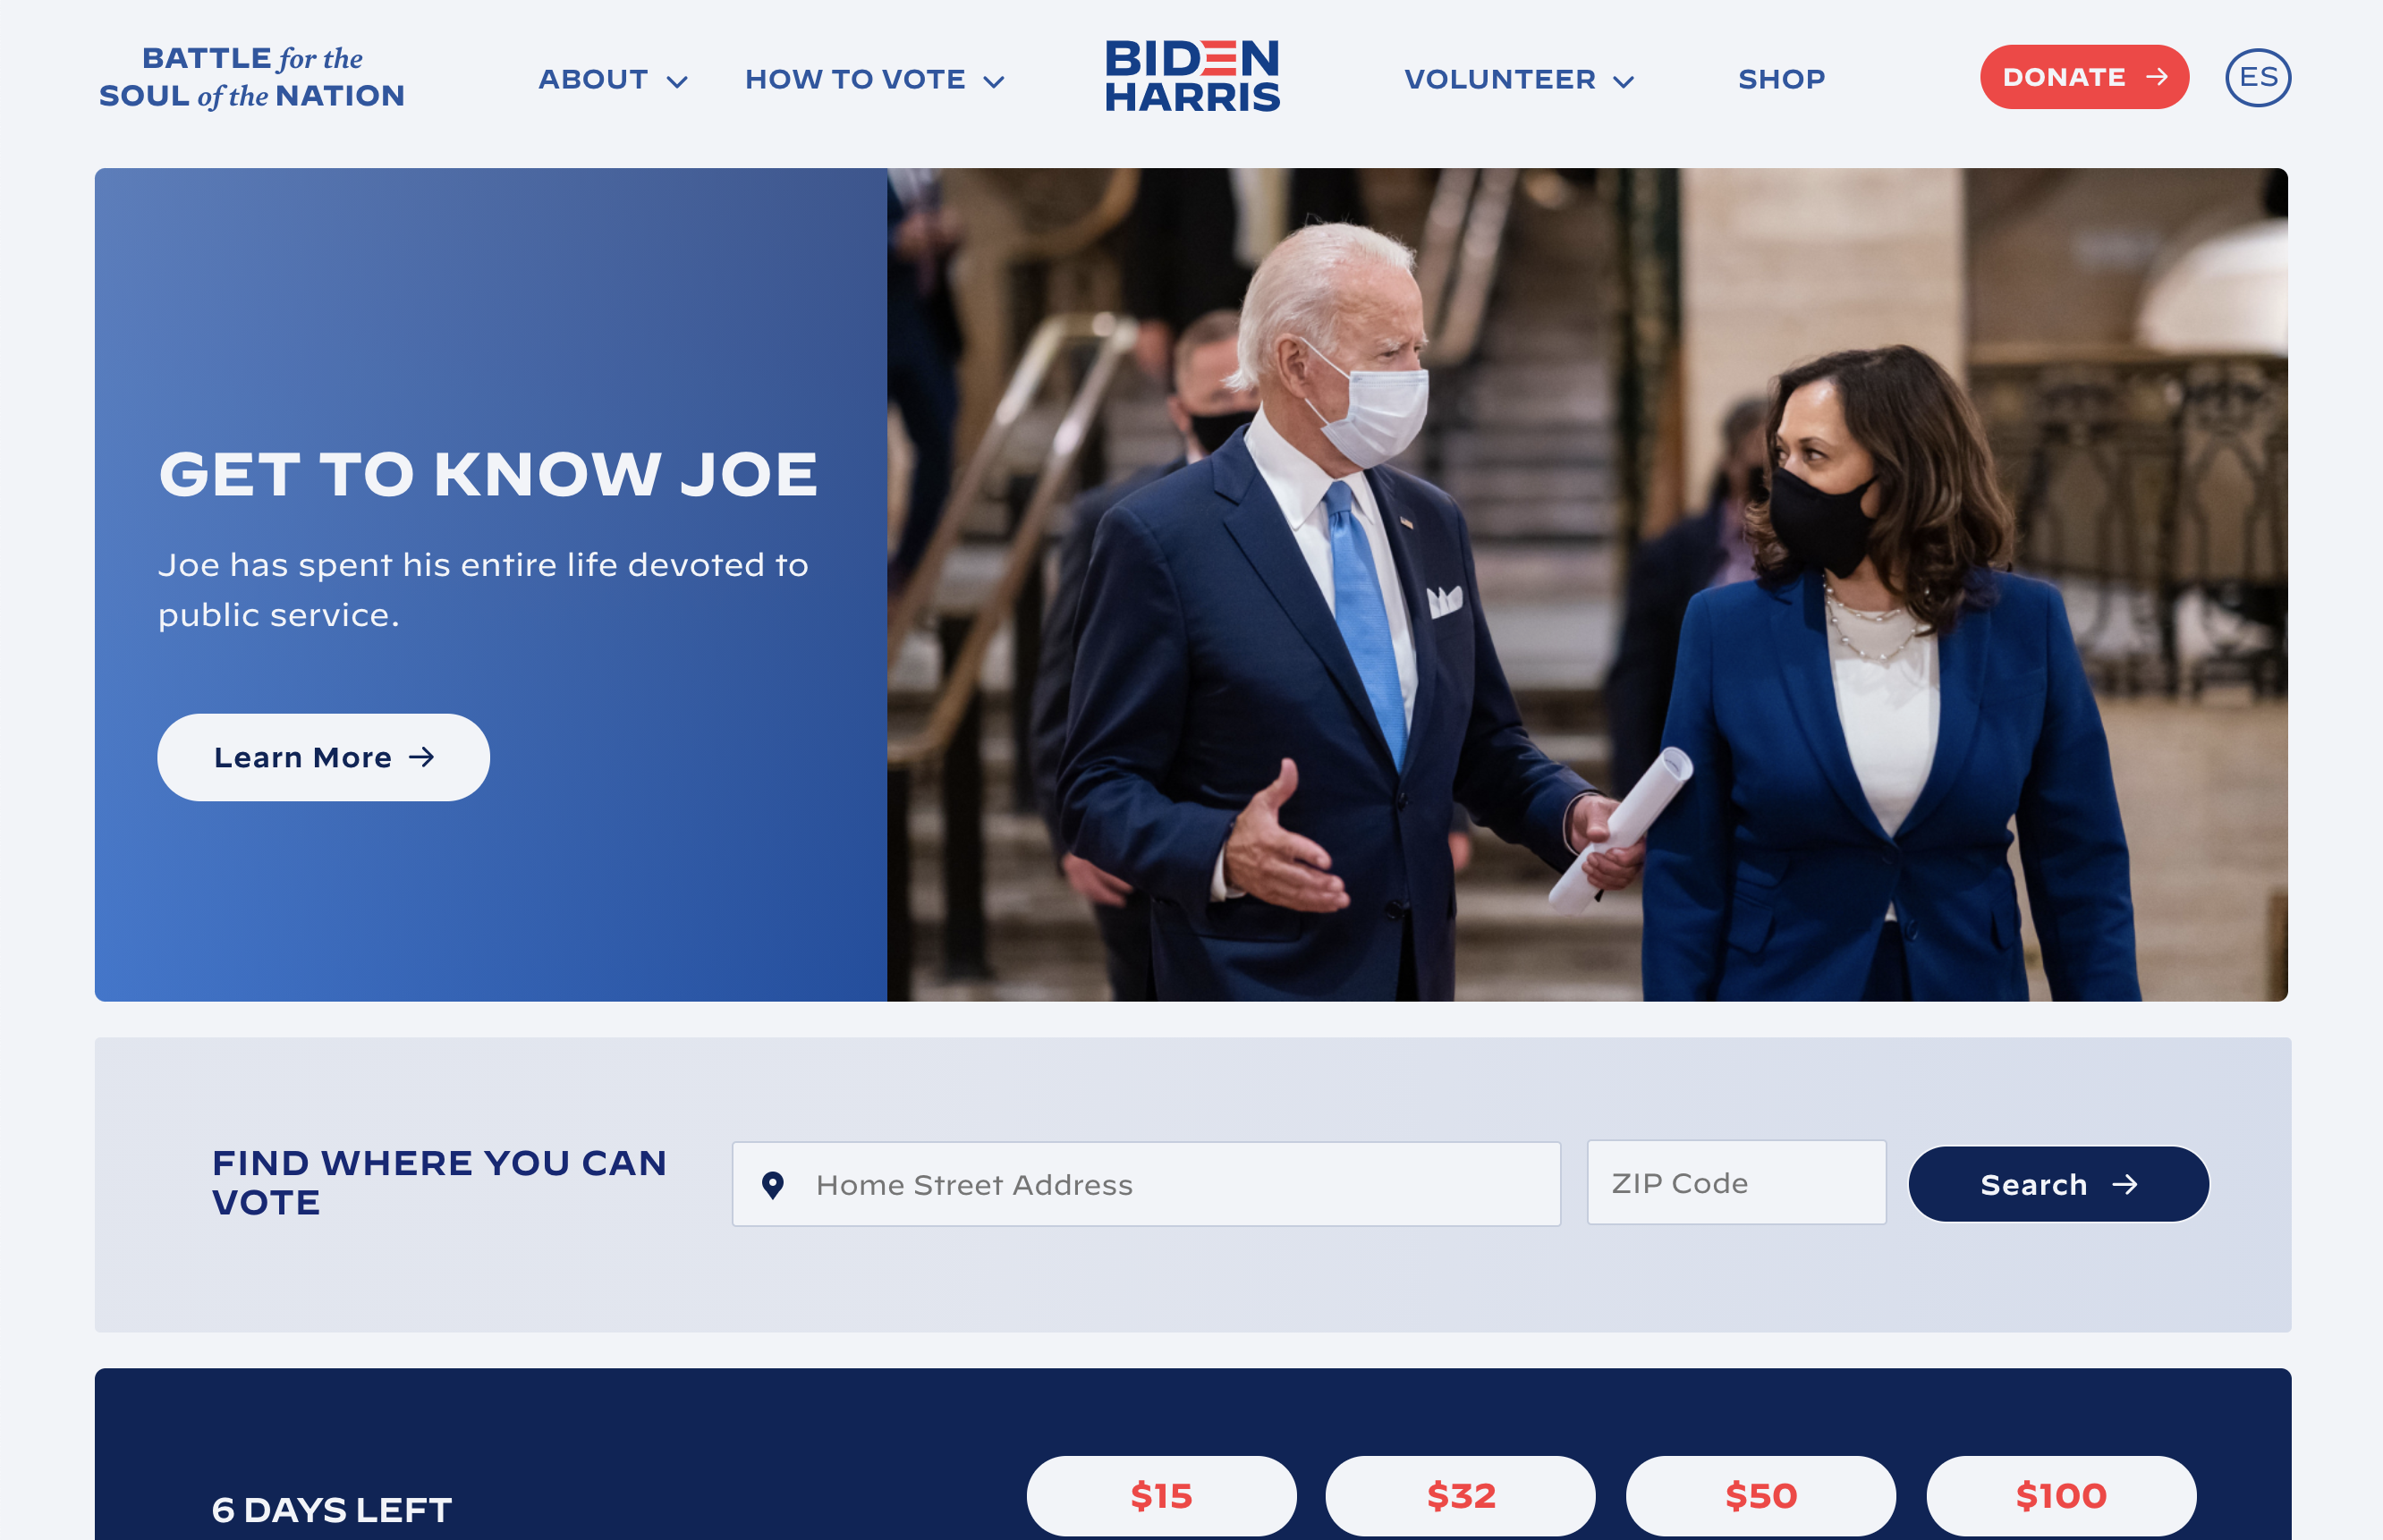 BATTLE for the
SOUL of the NATION
ABOUT
HOW TO VOTE
BIDEN
HARRIS
VOLUNTEER
SHOP
DONATE →
ES
GET TO KNOW JOE
Joe has spent his entire life devoted to
public service.
Learn More →
FIND WHERE YOU CAN
VOTE
Home Street Address
ZIP Code
Search →
6 DAYS LEFT
$15
$32
$50
$100